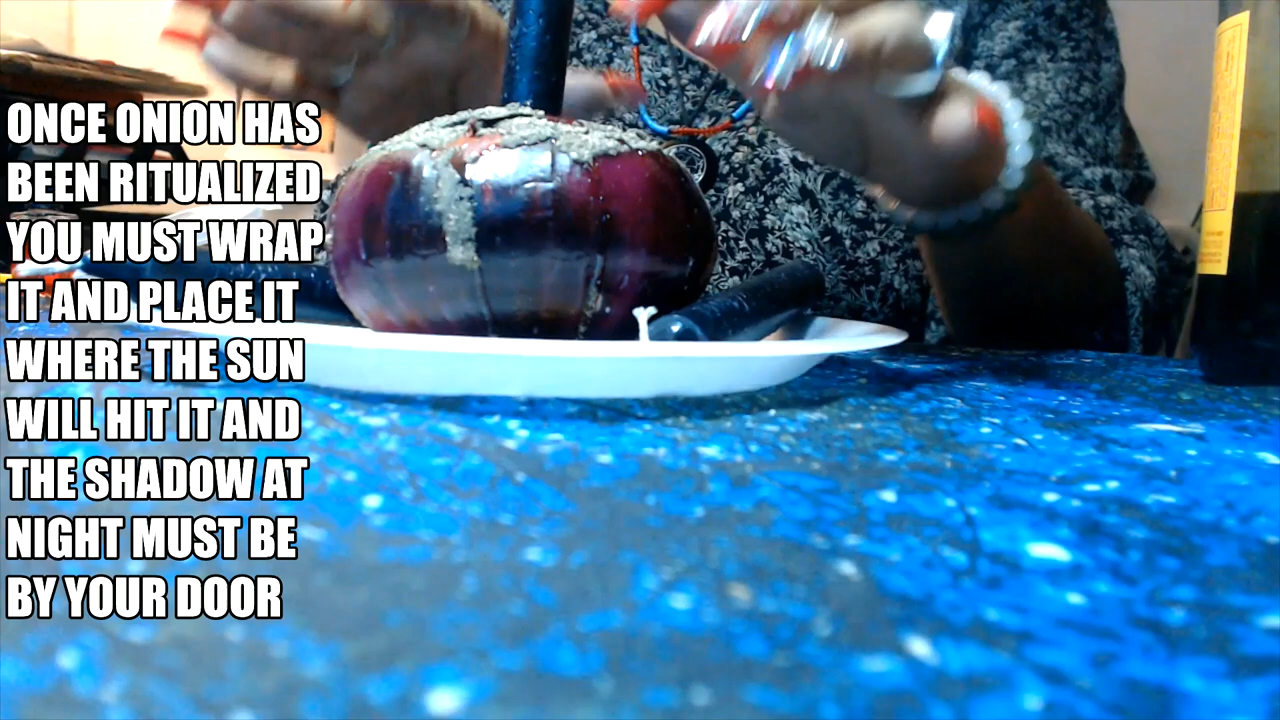 ONCE ONION HAS
BEEN RITUALIZED
YOU MUST WRAP
IT AND PLACE IT
WHERE THE SUN
WILL HIT IT AND
THE SHADOW AT
NIGHT MUST BE
BY YOUR DOOR